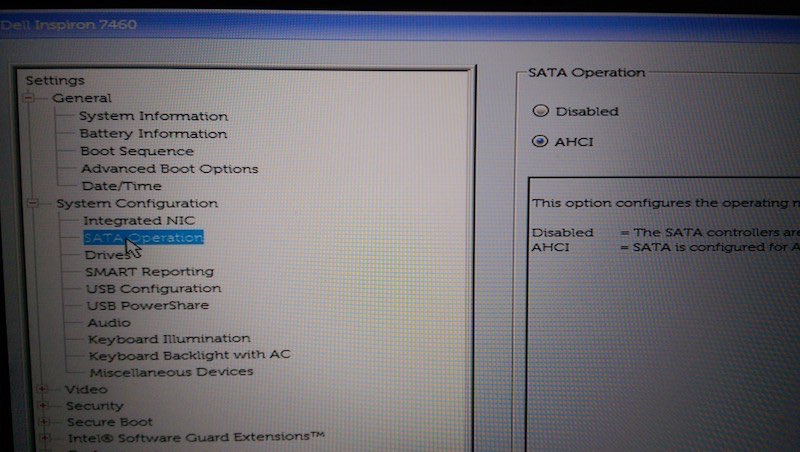 Dell Inspiron 7460
Settings
General
System Information
Battery Information
Boot Sequence
Advanced Boot Options
Date/Time
System Configuration
Integrated NIC
SATA Operation
Drives
SMART Reporting
USB Configuration
USB PowerShare
Audio
Keyboard Illumination
Keyboard Backlight with AC
Miscellaneous Devices
Video
Security
Secure Boot
Intel® Software Guard Extensions™
SATA Operation
Disabled
AHCI
This option configures the operating
Disabled = The SATA controllers are
AHCI = SATA is configured for